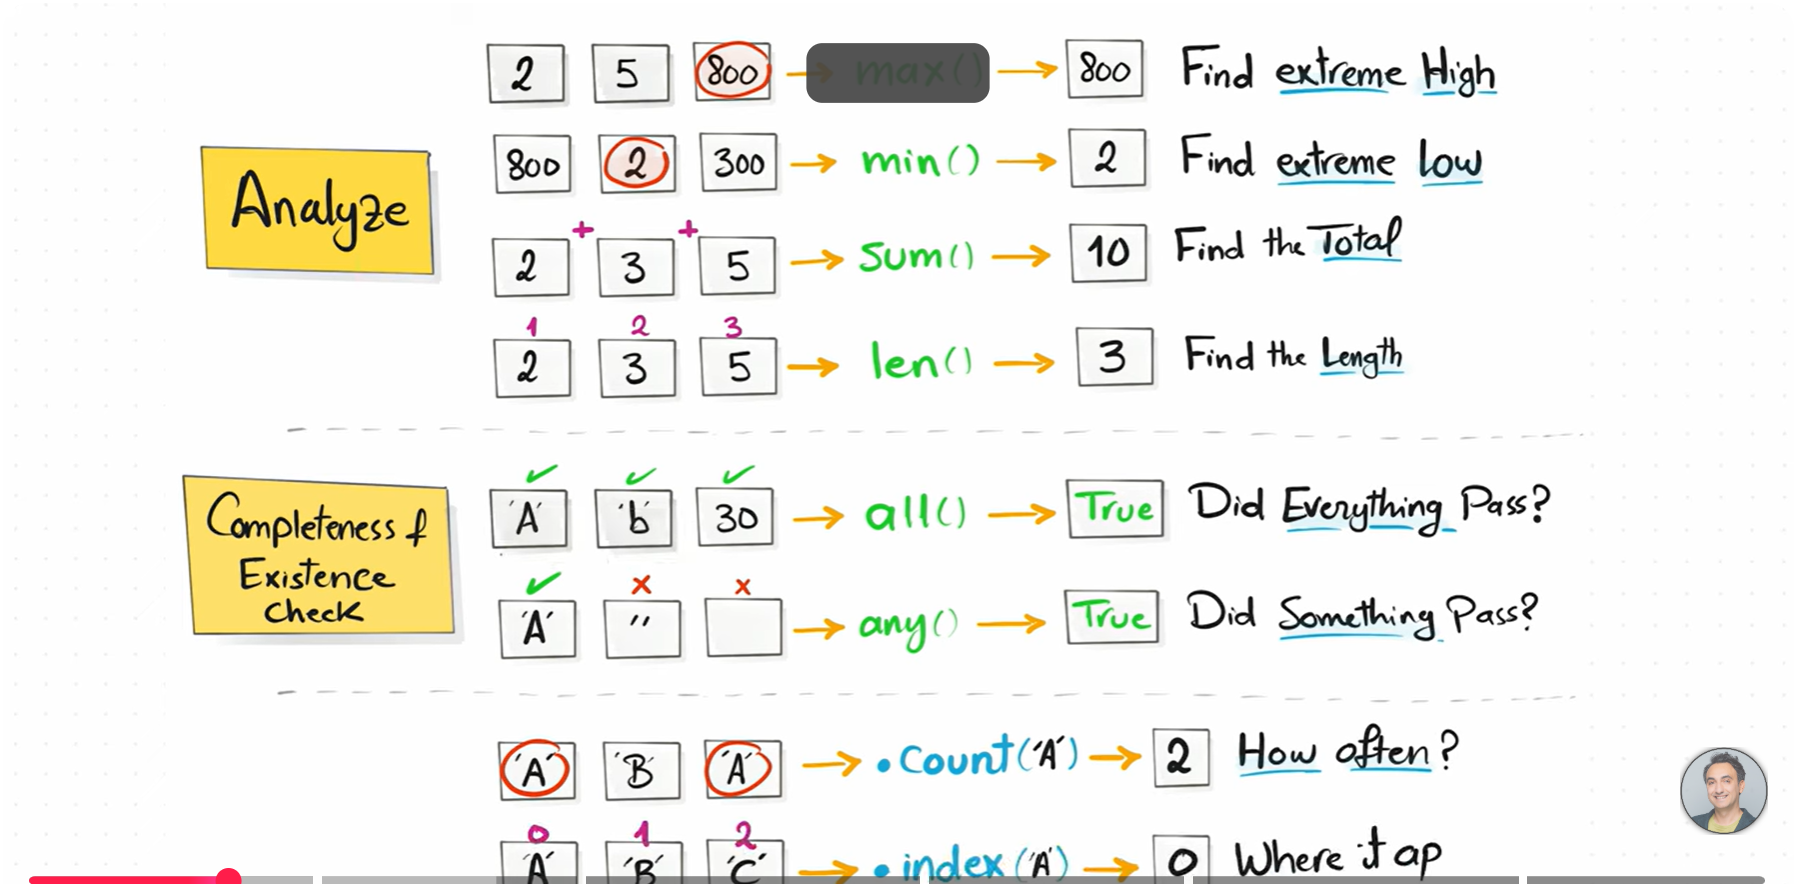 2 5 800 max() 800 Find extreme High
800 2 300 min() 2 Find extreme Low
Analyze
+ +
2 3 5 sum() 10 Find the Total
1 2 3
2 3 5 len() 3 Find the Length
'A' 'b' 30 all() True Did Everything Pass?
Completeness &
Existence
Check
'A' '' any() True Did Something Pass?
'A' 'B' 'A' .count('A') 2 How often?
0 1 2
'A' 'B' 'C' .index('A') 0 Where it ap